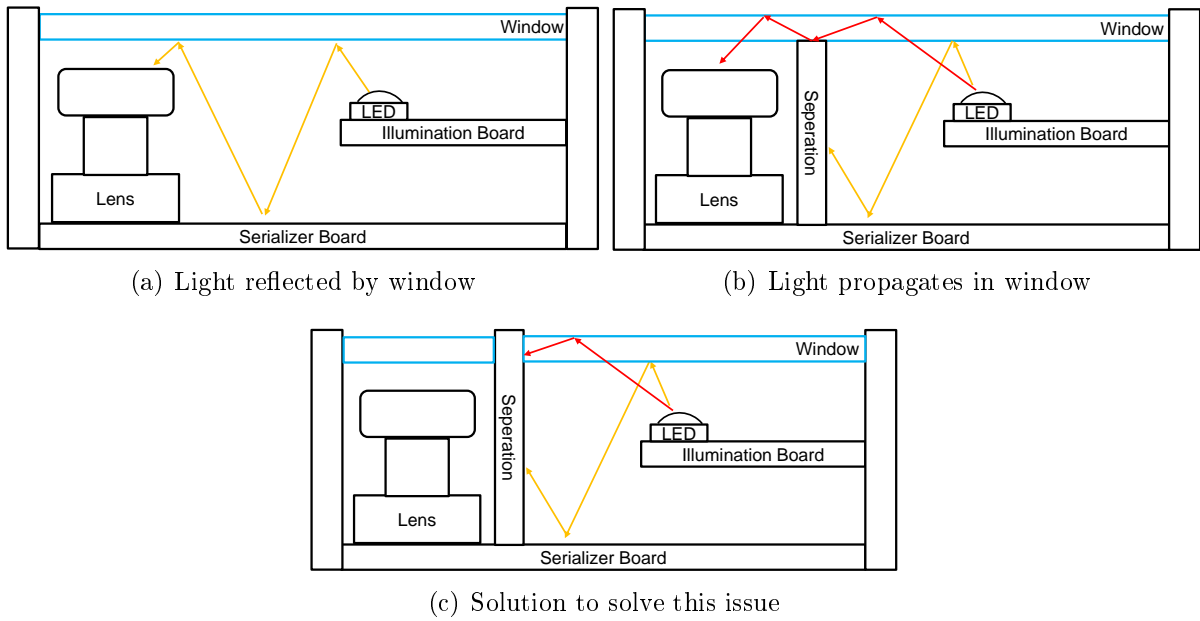 Window
LED
Illumination Board
Lens
Serializer Board
(a) Light reflected by window
Window
Seperation
LED
Illumination Board
Lens
Serializer Board
(b) Light propagates in window
Window
Seperation
LED
Illumination Board
Lens
Serializer Board
(c) Solution to solve this issue